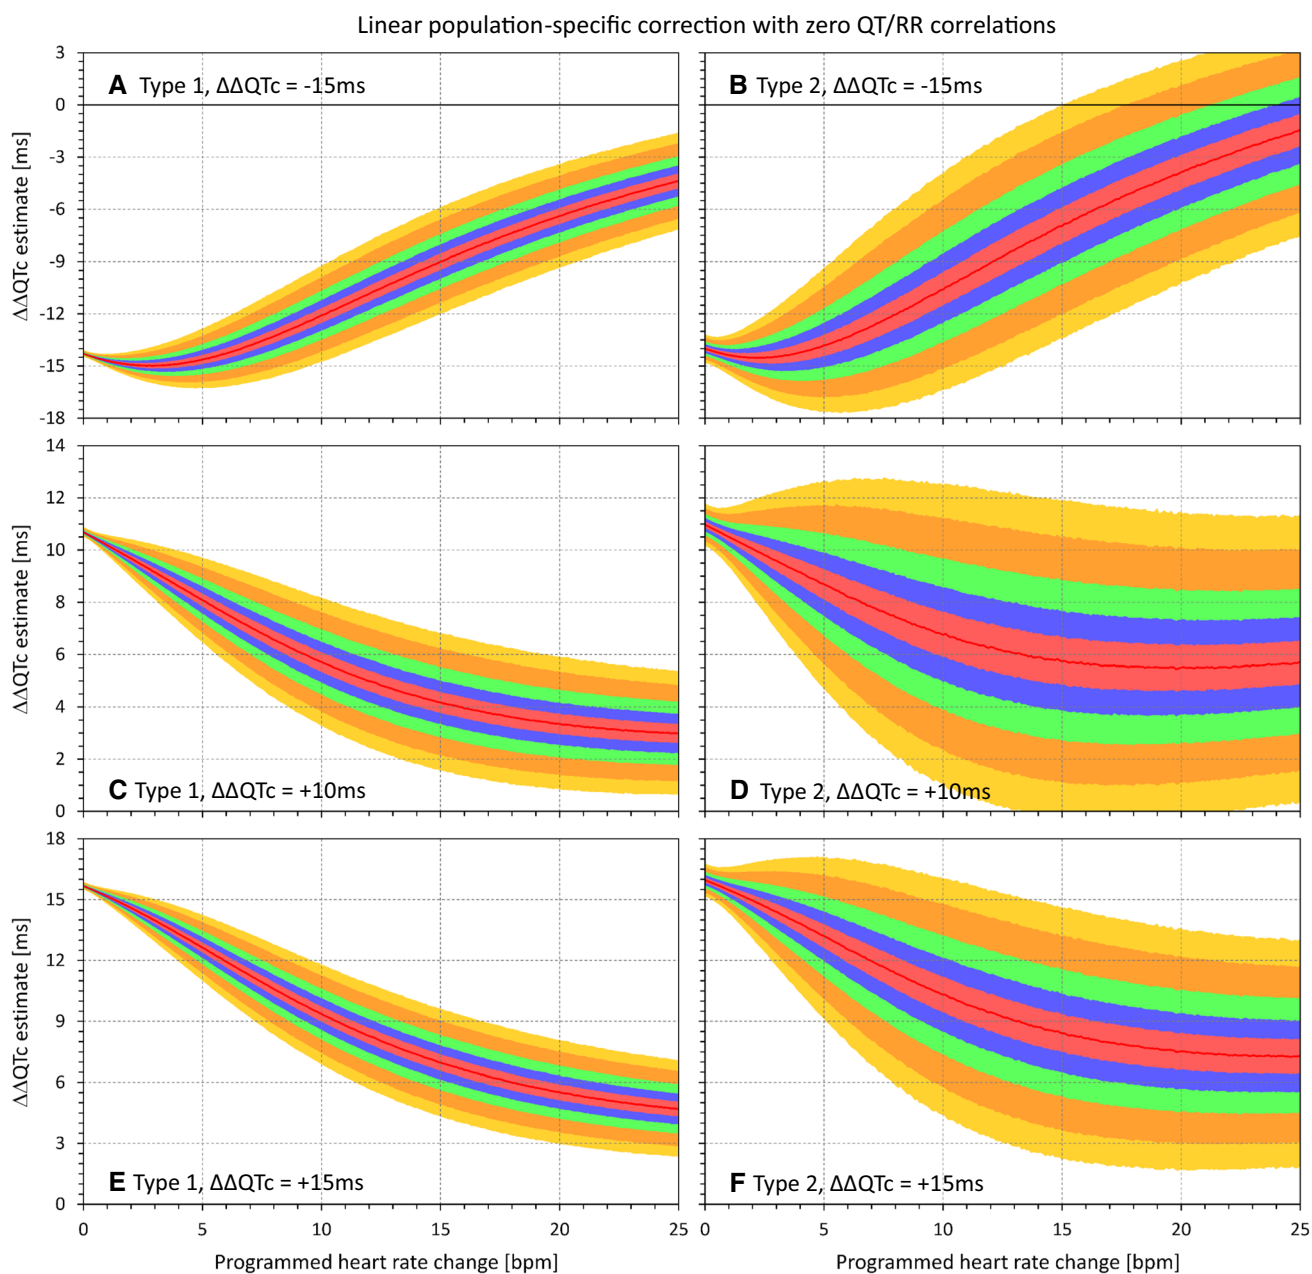 Linear population-specific correction with zero QT/RR correlations
A Type 1, ΔΔQTc = -15ms
B Type 2, ΔΔQTc = -15ms
ΔΔQTc estimate [ms]
3
0
-3
-6
-9
-12
-15
-18
C Type 1, ΔΔQTc = +10ms
D Type 2, ΔΔQTc = +10ms
ΔΔQTc estimate [ms]
14
12
10
8
6
4
2
0
E Type 1, ΔΔQTc = +15ms
F Type 2, ΔΔQTc = +15ms
ΔΔQTc estimate [ms]
18
15
12
9
6
3
0
0 5 10 15 20 25
0 5 10 15 20 25
Programmed heart rate change [bpm]
Programmed heart rate change [bpm]